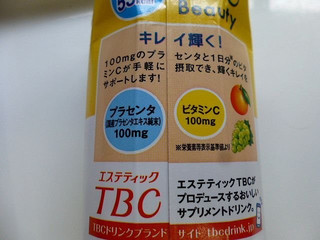 Beauty
キレイ輝く!
100mgのプラ
ミンCが手軽に
サポートします!
センタと1日分のビタ
摂取でき、輝くキレイを
プラセンタ
100mg
ビタミンC
100mg
※栄養素等表示基準値より
エステティック
TBC
TBCドリンクブランド
エステティックTBCが
プロデュースするおいしい
サプリメントドリンク。
サイト tbcdrink.jp